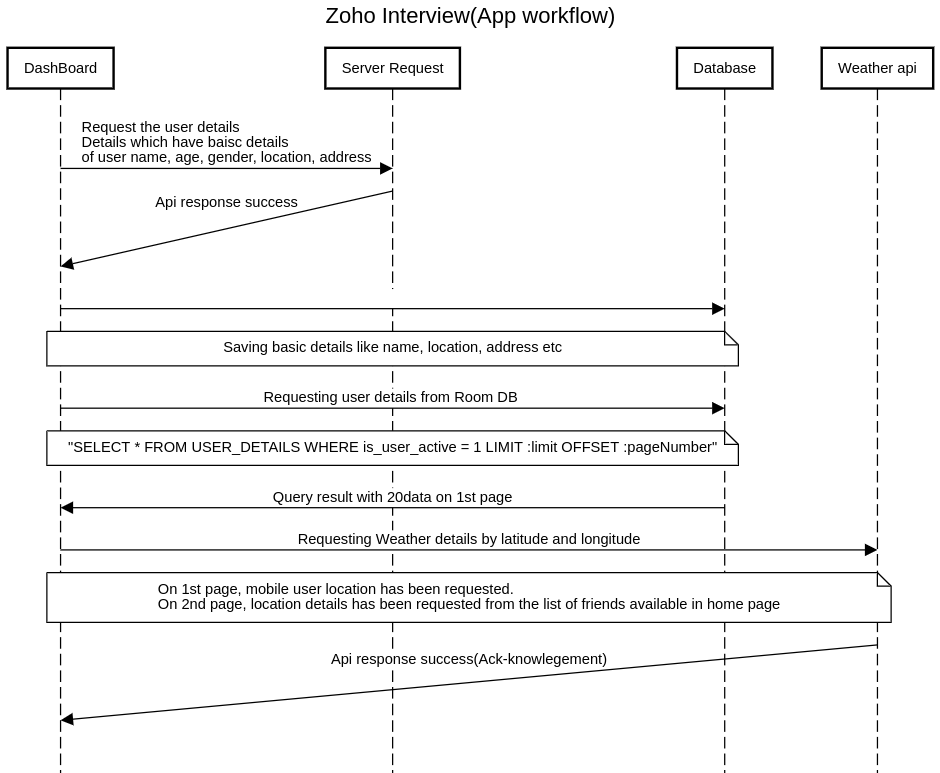 Zoho Interview(App workflow)
DashBoard
Server Request
Database
Weather api
Request the user details
Details which have baisc details
of user name, age, gender, location, address
Api response success
Saving basic details like name, location, address etc
Requesting user details from Room DB
"SELECT * FROM USER_DETAILS WHERE is_user_active = 1 LIMIT :limit OFFSET :pageNumber"
Query result with 20data on 1st page
Requesting Weather details by latitude and longitude
On 1st page, mobile user location has been requested.
On 2nd page, location details has been requested from the list of friends available in home page
Api response success(Ack-knowlegement)